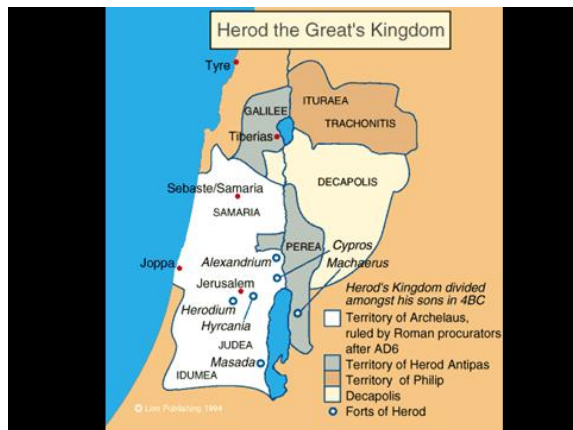 Herod the Great's Kingdom
Tyre
ITURAEA
GALILEE
TRACHONITIS
Tiberias
DECAPOLIS
Sebaste/Samaria
SAMARIA
PEREA
Cypros
Alexandrium
Machaerus
Joppa
Jerusalem
Herodium
Hyrcania
JUDEA
Masada
IDUMEA
Herod's Kingdom divided
amongst his sons in 4BC
Territory of Archelaus,
ruled by Roman procurators
after AD6
Territory of Herod Antipas
Territory of Philip
Decapolis
Forts of Herod
© Lion Publishing 1994